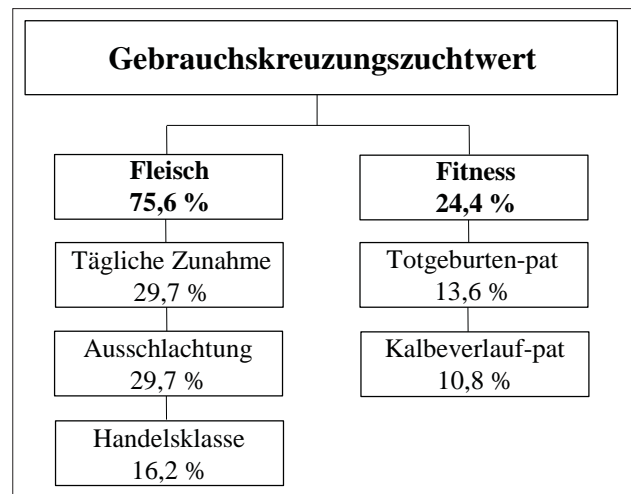 Gebrauchskreuzungszuchtwert
Fleisch
75,6 %
Fitness
24,4 %
Tägliche Zunahme
29,7 %
Totgeburten-pat
13,6 %
Ausschlachtung
29,7 %
Kalbeverlauf-pat
10,8 %
Handelsklasse
16,2 %